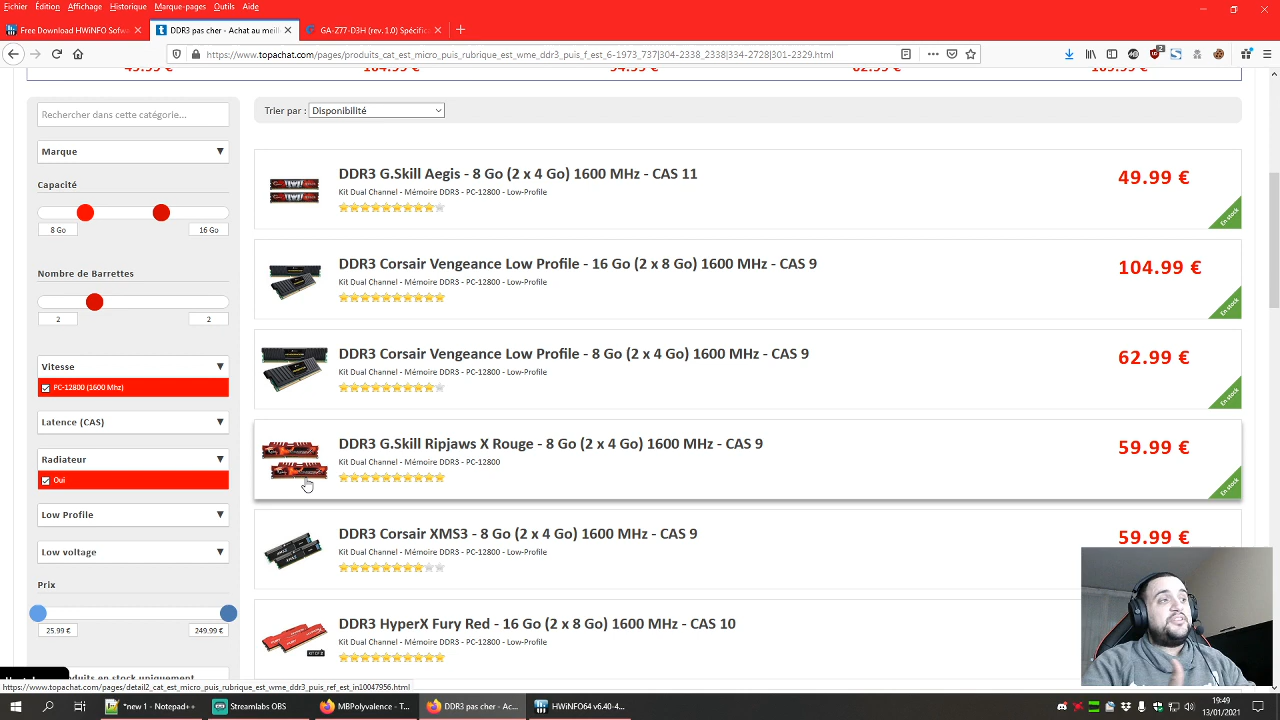 Fichier Édition Affichage Historique Marque-pages Outils Aide
Free Download HWiNFO Sofw
DDR3 pas cher - Achat au meille
GA-Z77-D3H (rev. 1.0) Spécific
https://www.topachat.com/pages/produits_cat_est_micro_puis_rubrique_est_wme_ddr3_puis_f_est_6-1973_737|304-2338_2338|334-2728|301-2329.html
Trier par : Disponibilité
Rechercher dans cette catégorie...
Marque
Capacité
8 Go 16 Go
Nombre de Barrettes
2 2
Vitesse
PC-12800 (1600 Mhz)
Latence (CAS)
Radiateur
Oui
Low Profile
Low voltage
Prix
25.99 € 249.99 €
DDR3 G.Skill Aegis - 8 Go (2 x 4 Go) 1600 MHz - CAS 11
Kit Dual Channel - Mémoire DDR3 - PC-12800 - Low-Profile
49.99 €
En stock
DDR3 Corsair Vengeance Low Profile - 16 Go (2 x 8 Go) 1600 MHz - CAS 9
Kit Dual Channel - Mémoire DDR3 - PC-12800 - Low-Profile
104.99 €
En stock
DDR3 Corsair Vengeance Low Profile - 8 Go (2 x 4 Go) 1600 MHz - CAS 9
Kit Dual Channel - Mémoire DDR3 - PC-12800 - Low-Profile
62.99 €
En stock
DDR3 G.Skill Ripjaws X Rouge - 8 Go (2 x 4 Go) 1600 MHz - CAS 9
Kit Dual Channel - Mémoire DDR3 - PC-12800
59.99 €
En stock
DDR3 Corsair XMS3 - 8 Go (2 x 4 Go) 1600 MHz - CAS 9
Kit Dual Channel - Mémoire DDR3 - PC-12800 - Low-Profile
59.99 €
DDR3 HyperX Fury Red - 16 Go (2 x 8 Go) 1600 MHz - CAS 10
https://www.topachat.com/pages/detail2_cat_est_micro_puis_rubrique_est_wme_ddr3_puis_ref_est_in10047956.html
*new 1 - Notepad++
Streamlabs OBS
MBPolyvalence - T...
DDR3 pas cher - Ac...
HWiNFO64 v6.40-4...
19:49
13/01/2021